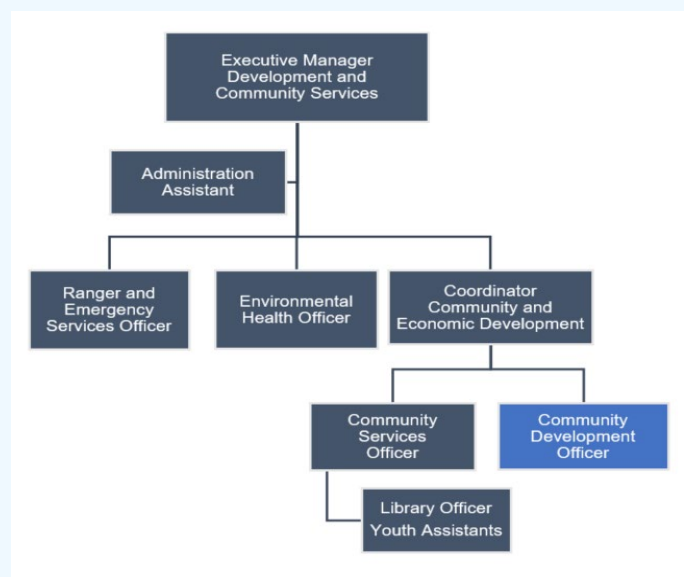 Executive Manager
Development and
Community Services
Administration
Assistant
Ranger and
Emergency
Services Officer
Environmental
Health Officer
Coordinator
Community and
Economic Development
Community
Services
Officer
Community
Development
Officer
Library Officer
Youth Assistants